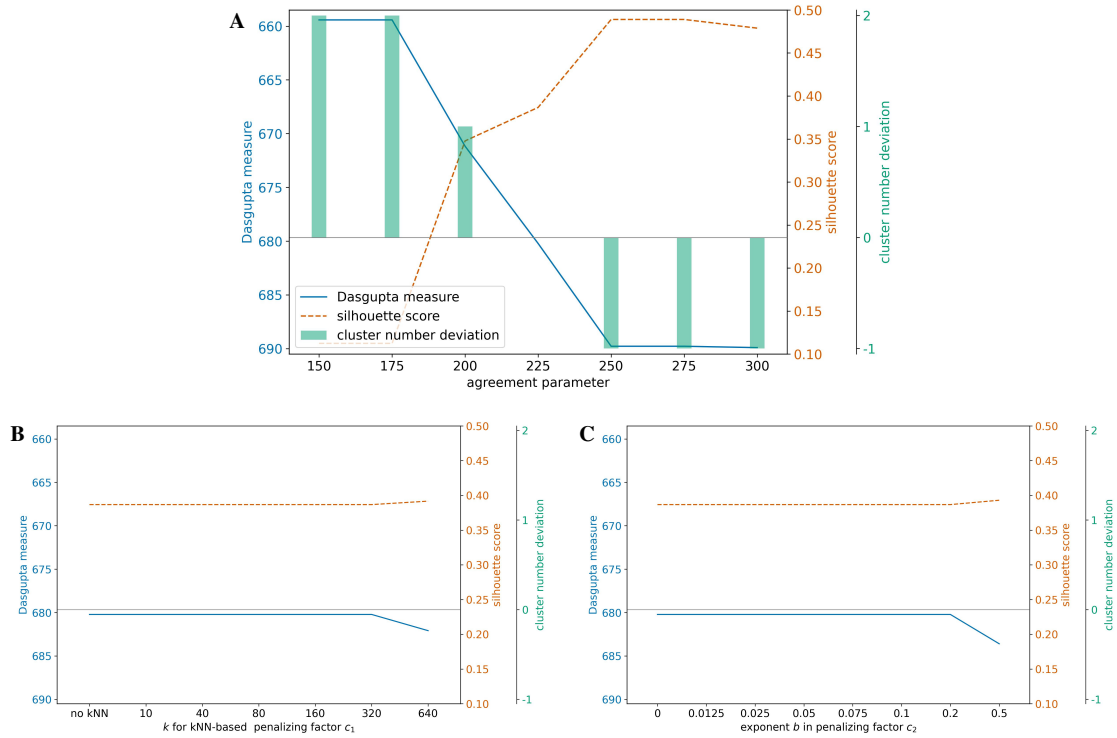 A
660
665
670
675
680
685
690
Dasgupta measure
0.50
0.45
0.40
0.35
0.30
0.25
0.20
0.15
0.10
silhouette score
2
1
0
-1
cluster number deviation
Dasgupta measure
silhouette score
cluster number deviation
150 175 200 225 250 275 300
agreement parameter
B
660
665
670
675
680
685
690
Dasgupta measure
0.50
0.45
0.40
0.35
0.30
0.25
0.20
0.15
0.10
silhouette score
2
1
0
-1
cluster number deviation
no kNN 10 40 80 160 320 640
k for kNN-based penalizing factor c₁
C
660
665
670
675
680
685
690
Dasgupta measure
0.50
0.45
0.40
0.35
0.30
0.25
0.20
0.15
0.10
silhouette score
2
1
0
-1
cluster number deviation
0 0.0125 0.025 0.05 0.075 0.1 0.2 0.5
exponent b in penalizing factor c₂